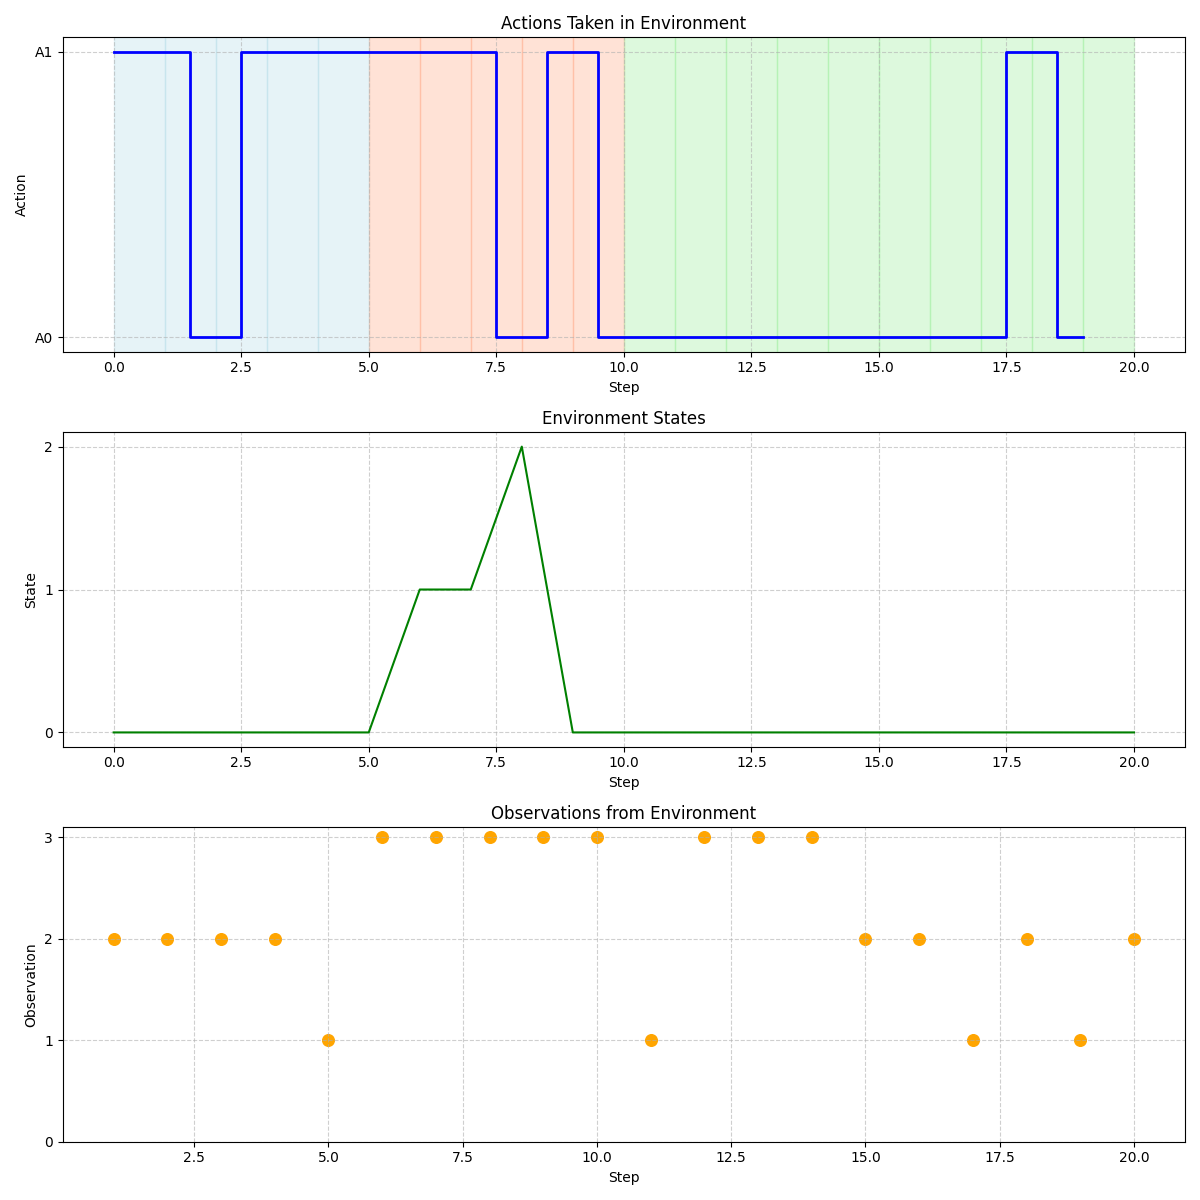 Actions Taken in Environment
A1
Action
A0
0.0 2.5 5.0 7.5 10.0 12.5 15.0 17.5 20.0
Step
Environment States
2
State
1
0
0.0 2.5 5.0 7.5 10.0 12.5 15.0 17.5 20.0
Step
Observations from Environment
3
2
Observation
1
0
2.5 5.0 7.5 10.0 12.5 15.0 17.5 20.0
Step